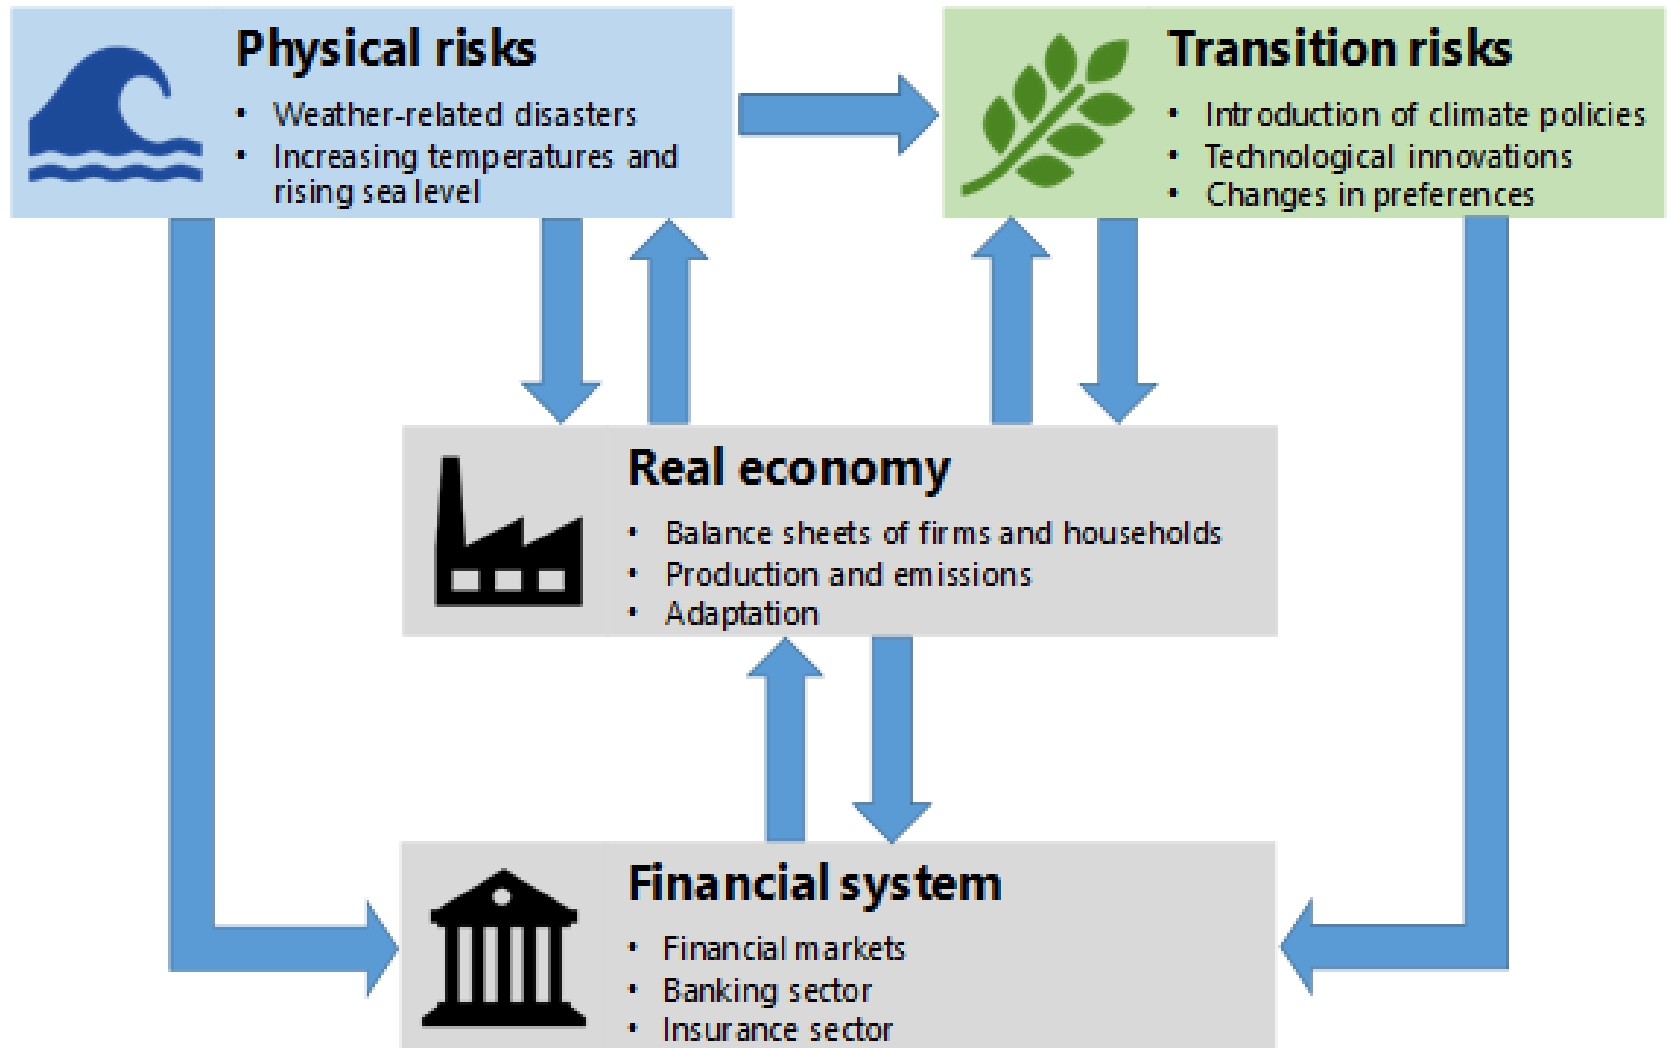 Physical risks
• Weather-related disasters
• Increasing temperatures and
rising sea level
Transition risks
• Introduction of climate policies
• Technological innovations
• Changes in preferences
Real economy
• Balance sheets of firms and households
• Production and emissions
• Adaptation
Financial system
• Financial markets
• Banking sector
• Insurance sector